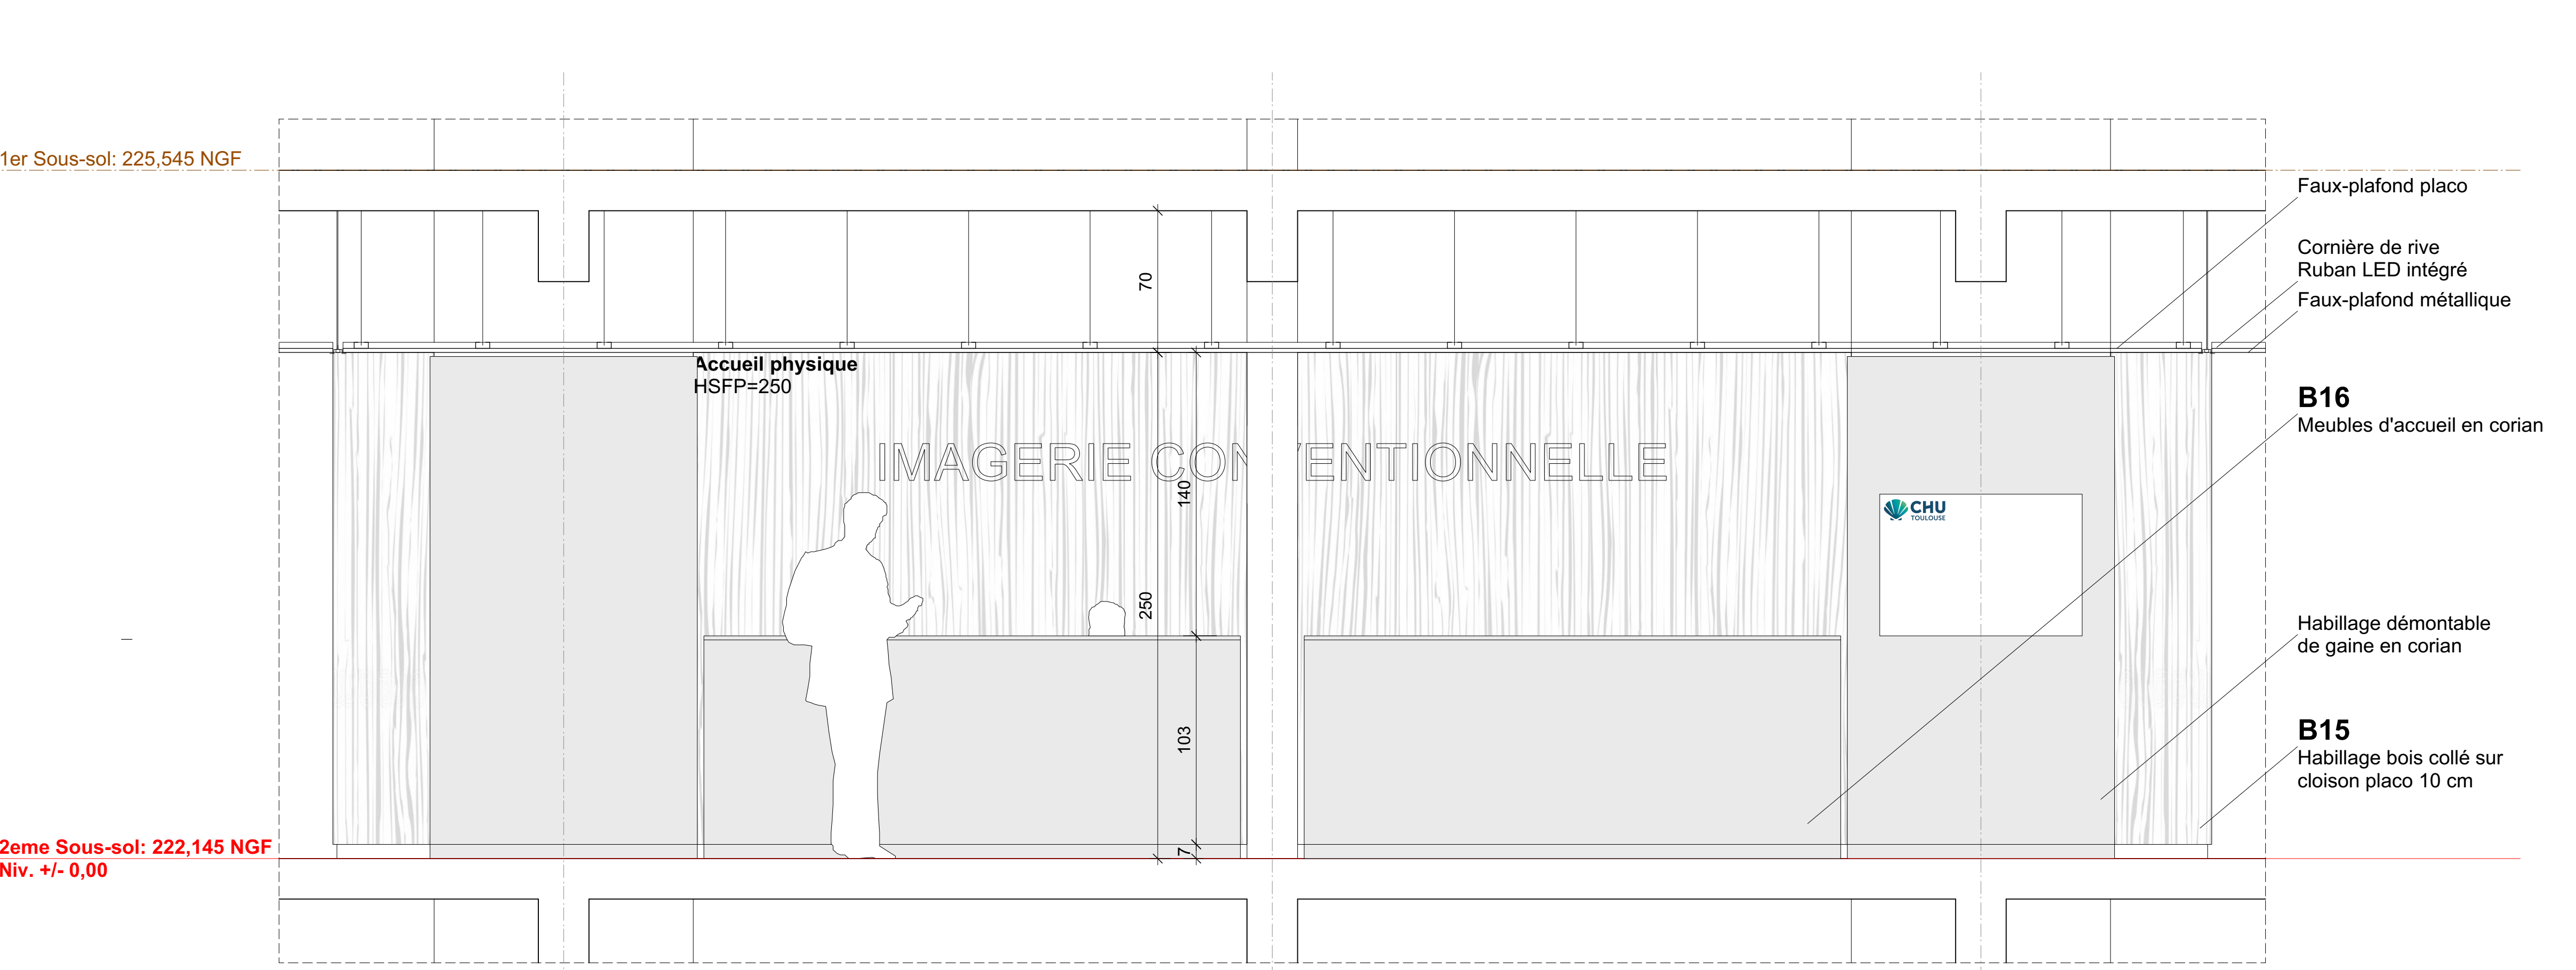 1er Sous-sol: 225,545 NGF
Faux-plafond placo
Cornière de rive
Ruban LED intégré
Faux-plafond métallique
70
Accueil physique
HSFP=250
B16
Meubles d'accueil en corian
IMAGERIE CONVENTIONNELLE
140
CHU
TOULOUSE
250
Habillage démontable
de gaine en corian
103
B15
Habillage bois collé sur
cloison placo 10 cm
7
2eme Sous-sol: 222,145 NGF
Niv. +/- 0,00